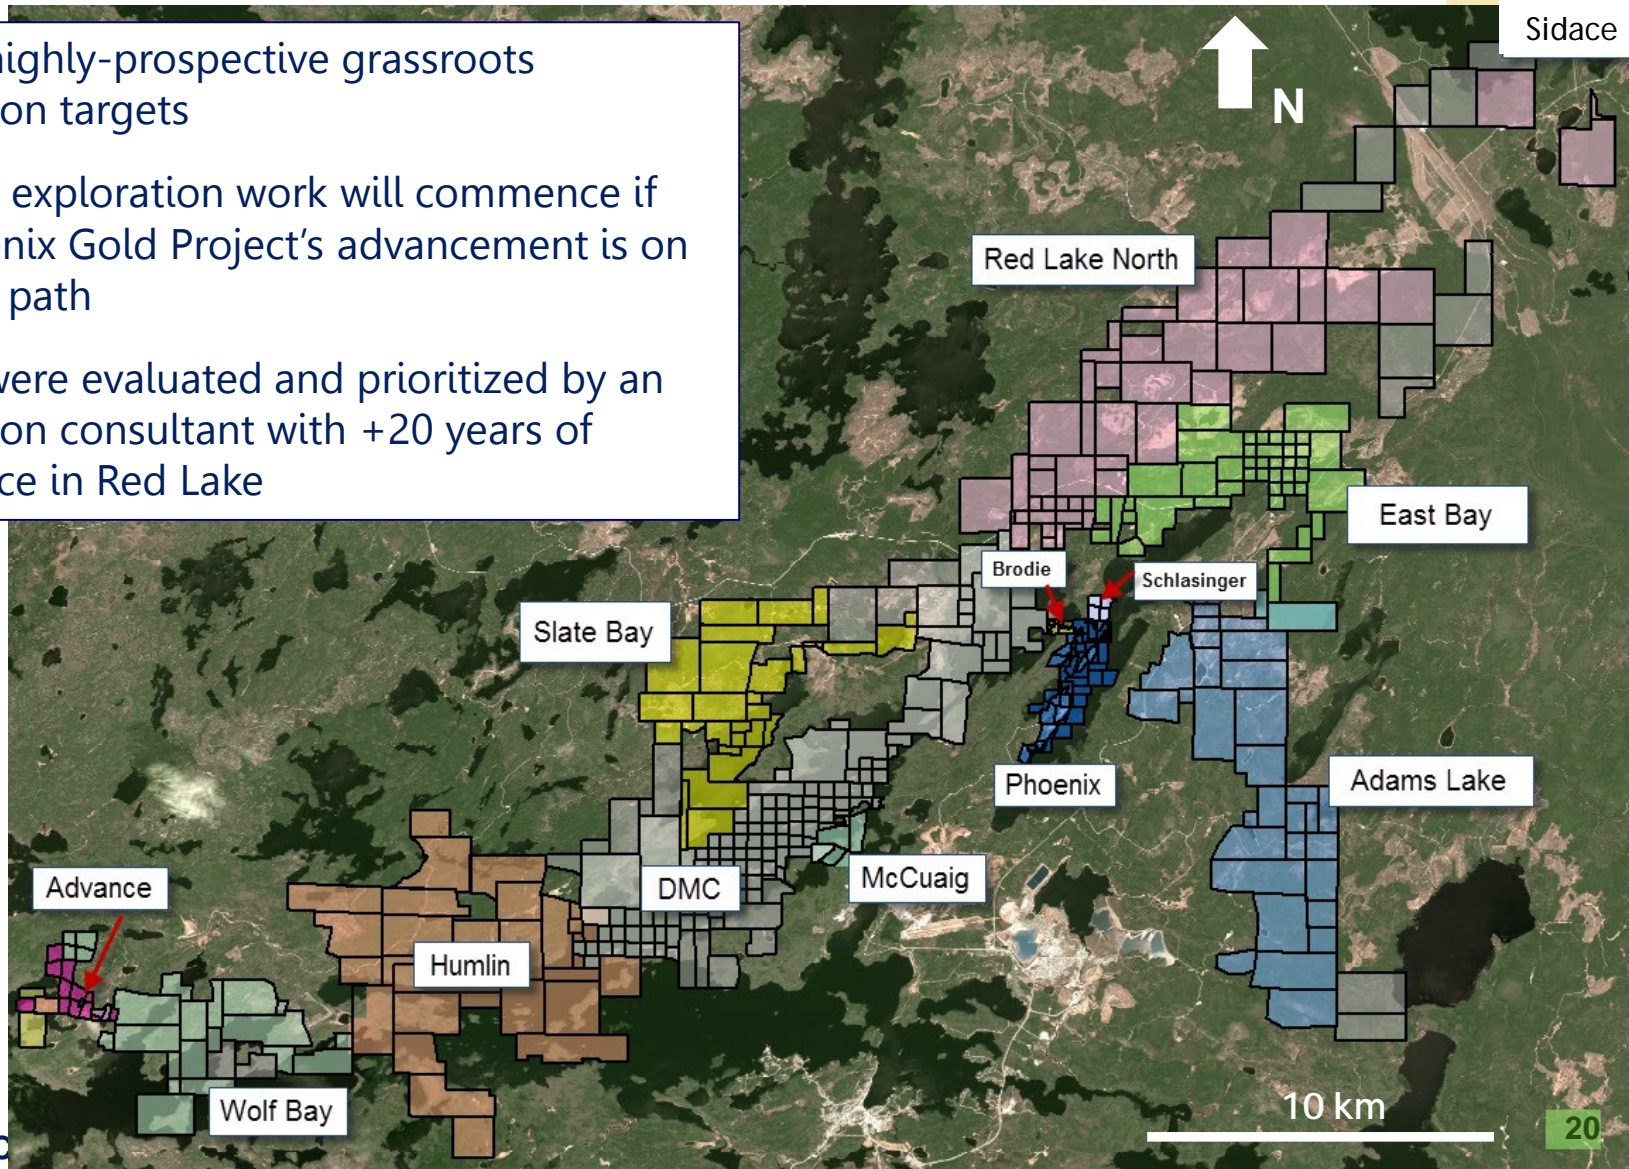 highly-prospective grassroots
on targets
exploration work will commence if
enix Gold Project's advancement is on
path
were evaluated and prioritized by an
on consultant with +20 years of
ce in Red Lake
Sidace
N
Red Lake North
East Bay
Brodie
Schlasinger
Slate Bay
Phoenix
Adams Lake
Advance
DMC
McCuaig
Humlin
Wolf Bay
10 km
20